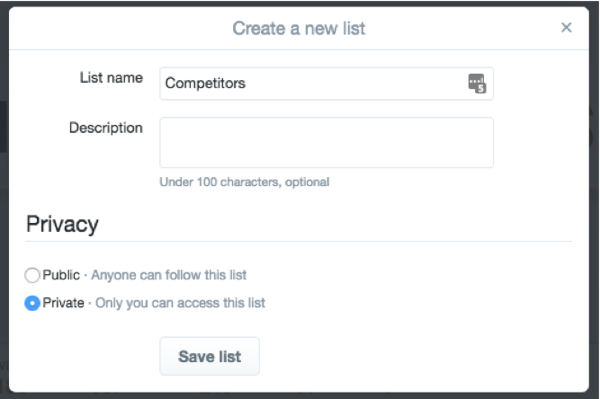 Create a new list
×
List name
Competitors
5
Description
Under 100 characters, optional
Privacy
Public · Anyone can follow this list
Private · Only you can access this list
Save list